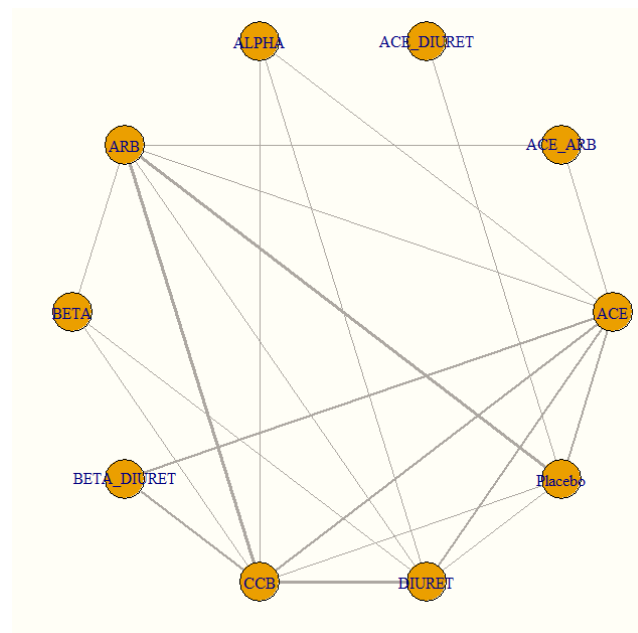 ALPHA
ACE_DIURET
ARB
ACE_ARB
BETA
ACE
BETA_DIURET
Placebo
CCB
DIURET